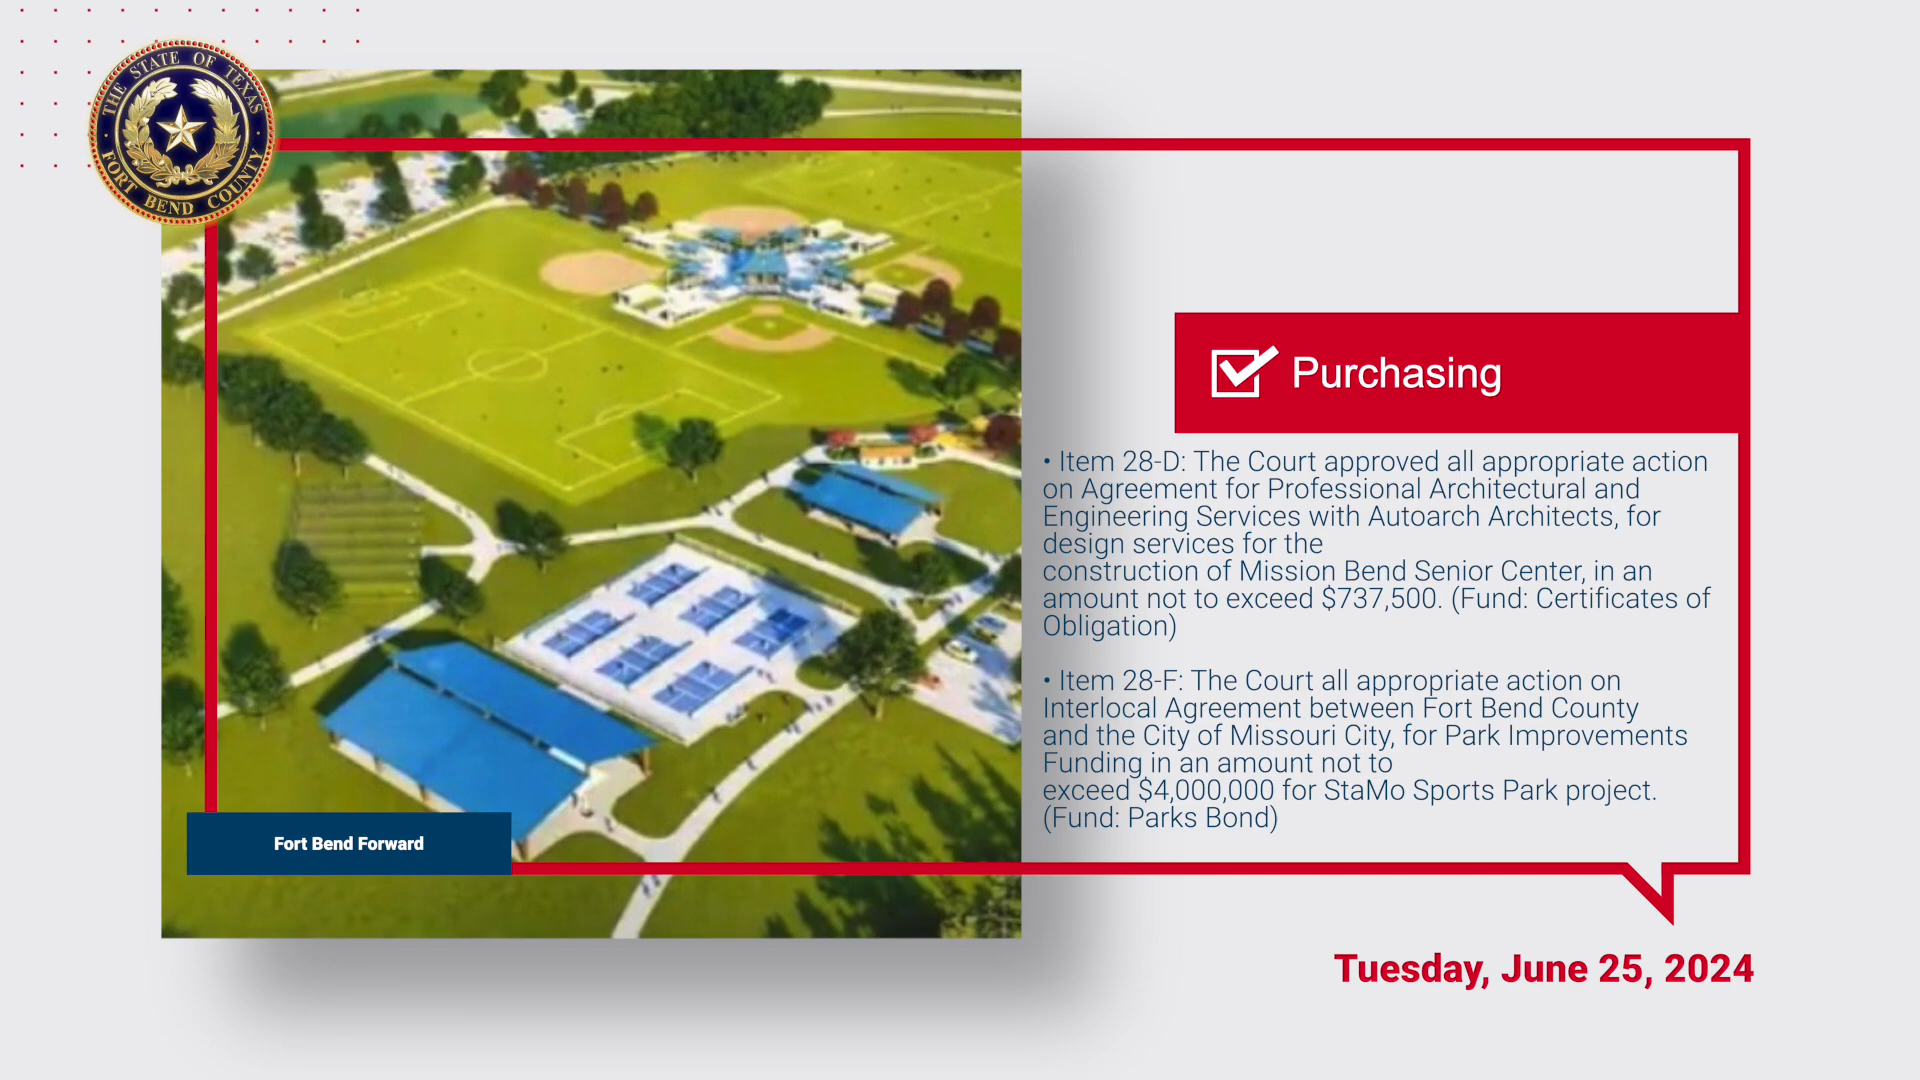 THE STATE OF TEXAS
FORT BEND COUNTY
Purchasing
• Item 28-D: The Court approved all appropriate action
on Agreement for Professional Architectural and
Engineering Services with Autoarch Architects, for
design services for the
construction of Mission Bend Senior Center, in an
amount not to exceed $737,500. (Fund: Certificates of
Obligation)
• Item 28-F: The Court all appropriate action on
Interlocal Agreement between Fort Bend County
and the City of Missouri City, for Park Improvements
Funding in an amount not to
exceed $4,000,000 for StaMo Sports Park project.
(Fund: Parks Bond)
Fort Bend Forward
Tuesday, June 25, 2024